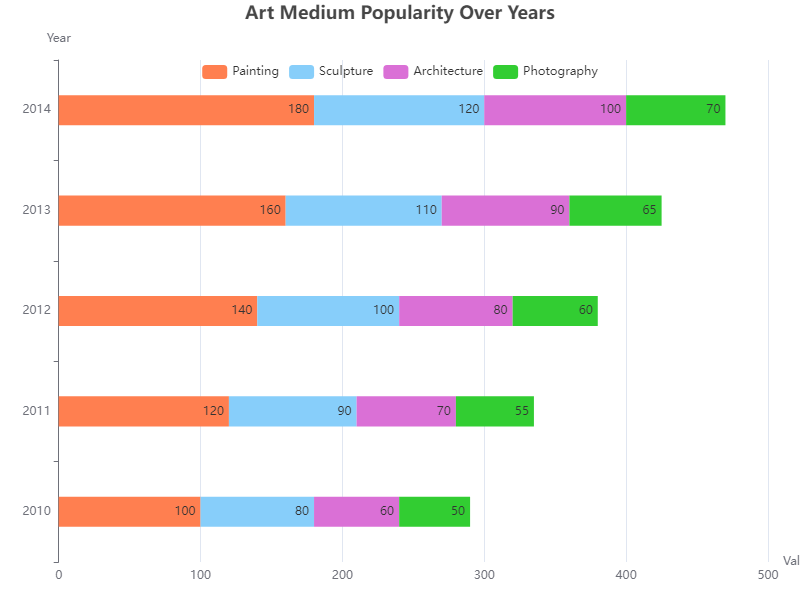 Art Medium Popularity Over Years
Year
Painting Sculpture Architecture Photography
2014 180 120 100 70
2013 160 110 90 65
2012 140 100 80 60
2011 120 90 70 55
2010 100 80 60 50
Val
0 100 200 300 400 500